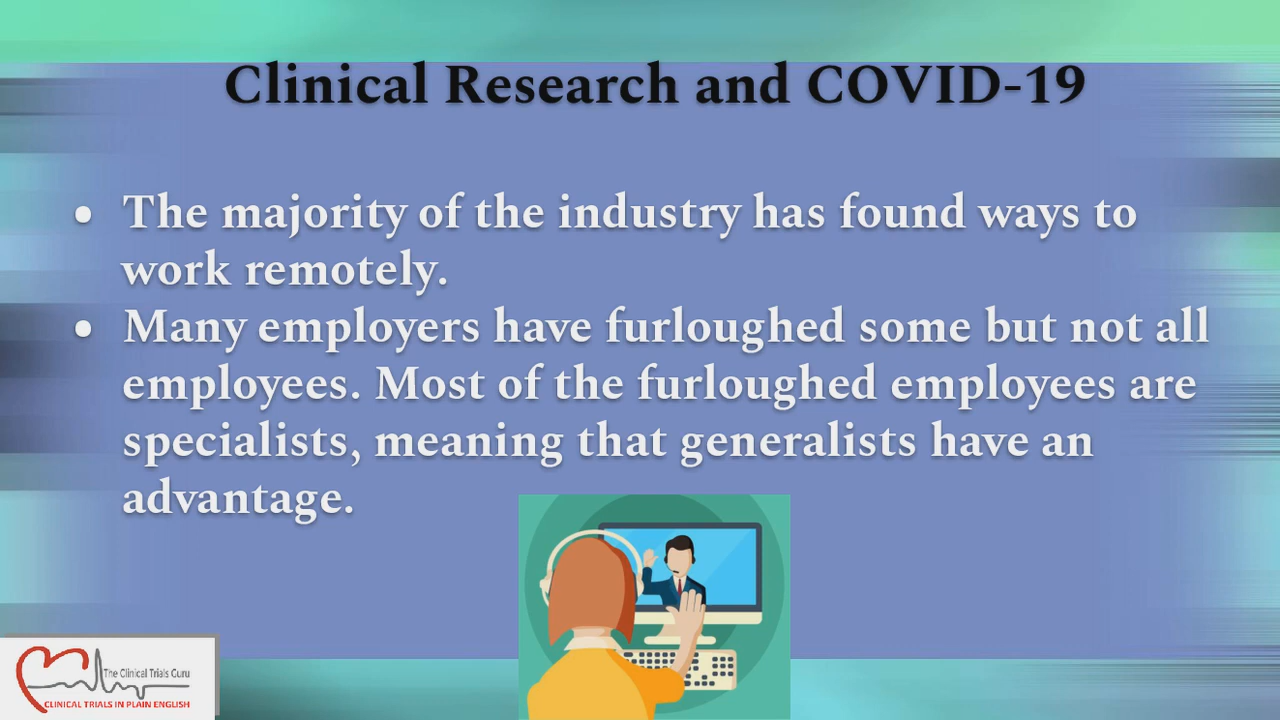 Clinical Research and COVID-19
• The majority of the industry has found ways to
work remotely.
• Many employers have furloughed some but not all
employees. Most of the furloughed employees are
specialists, meaning that generalists have an
advantage.
The Clinical Trials Guru
CLINICAL TRIALS IN PLAIN ENGLISH